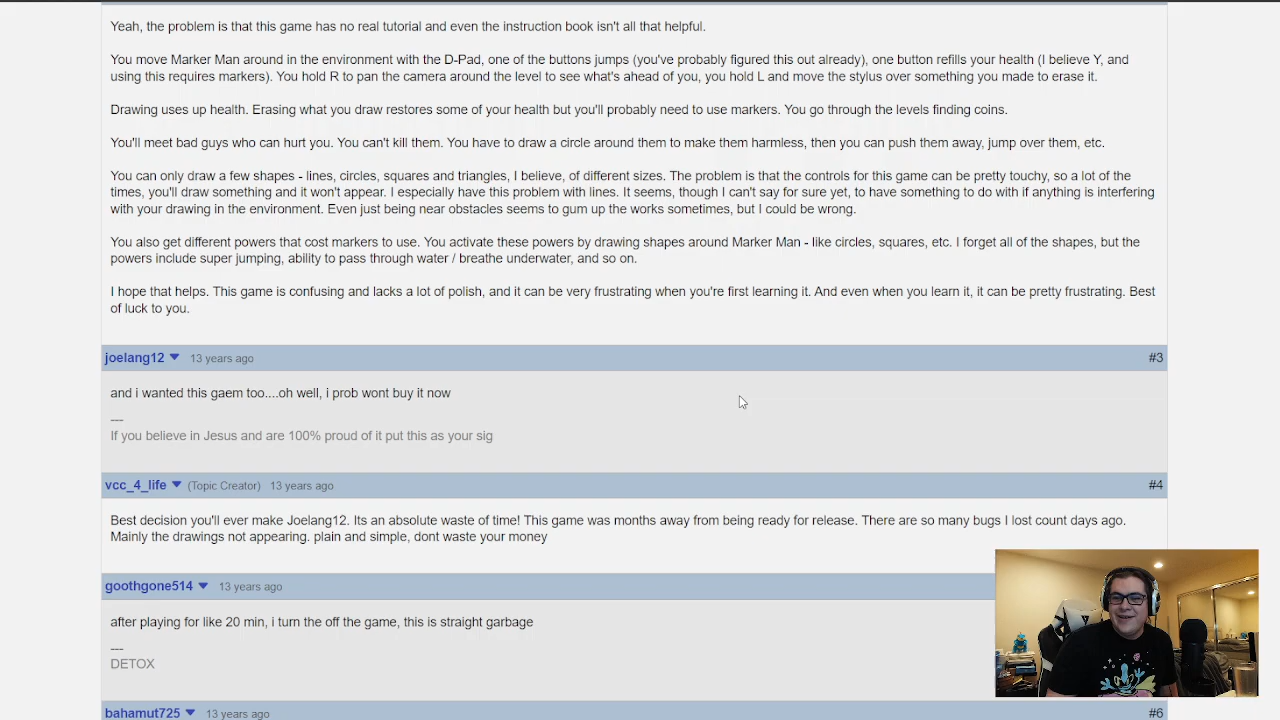 Yeah, the problem is that this game has no real tutorial and even the instruction book isn't all that helpful.
You move Marker Man around in the environment with the D-Pad, one of the buttons jumps (you've probably figured this out already), one button refills your health (I believe Y, and
using this requires markers). You hold R to pan the camera around the level to see what's ahead of you, you hold L and move the stylus over something you made to erase it.
Drawing uses up health. Erasing what you draw restores some of your health but you'll probably need to use markers. You go through the levels finding coins.
You'll meet bad guys who can hurt you. You can't kill them. You have to draw a circle around them to make them harmless, then you can push them away, jump over them, etc.
You can only draw a few shapes - lines, circles, squares and triangles, I believe, of different sizes. The problem is that the controls for this game can be pretty touchy, so a lot of the
times, you'll draw something and it won't appear. I especially have this problem with lines. It seems, though I can't say for sure yet, to have something to do with if anything is interfering
with your drawing in the environment. Even just being near obstacles seems to gum up the works sometimes, but I could be wrong.
You also get different powers that cost markers to use. You activate these powers by drawing shapes around Marker Man - like circles, squares, etc. I forget all of the shapes, but the
powers include super jumping, ability to pass through water / breathe underwater, and so on.
I hope that helps. This game is confusing and lacks a lot of polish, and it can be very frustrating when you're first learning it. And even when you learn it, it can be pretty frustrating. Best
of luck to you.
joelang12 13 years ago #3
and i wanted this gaem too....oh well, i prob wont buy it now
---
If you believe in Jesus and are 100% proud of it put this as your sig
vcc_4_life (Topic Creator) 13 years ago #4
Best decision you'll ever make Joelang12. Its an absolute waste of time! This game was months away from being ready for release. There are so many bugs I lost count days ago.
Mainly the drawings not appearing. plain and simple, dont waste your money
goothgone514 13 years ago
after playing for like 20 min, i turn the off the game, this is straight garbage
---
DETOX
bahamut725 13 years ago #6